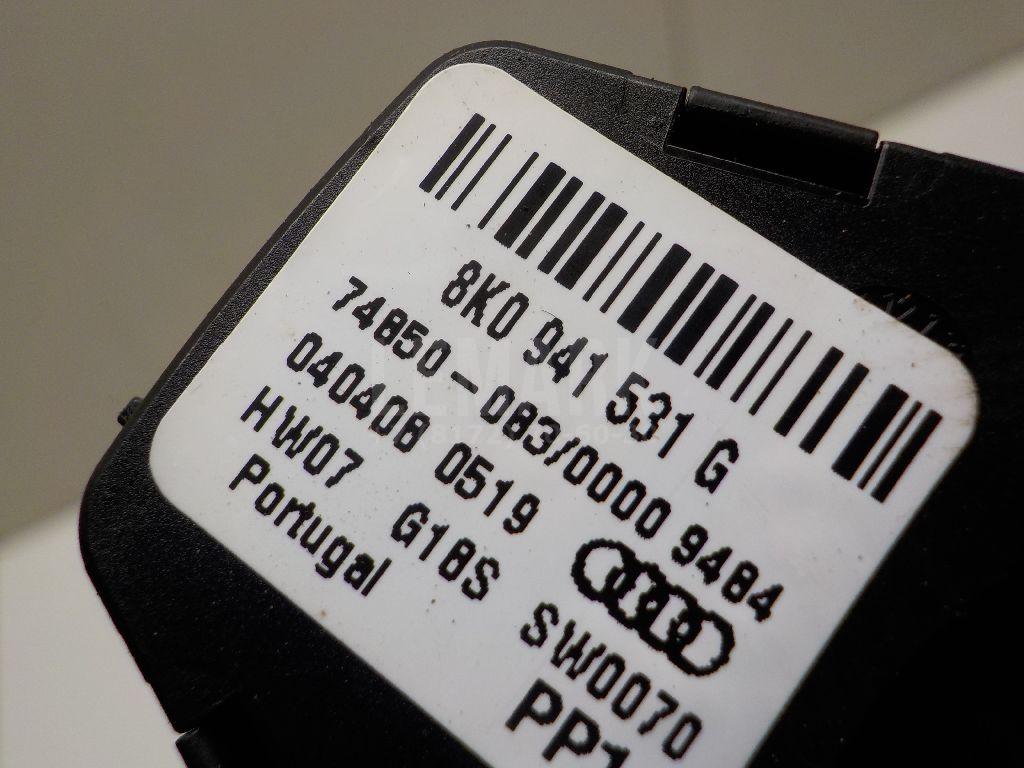 8K0 941 531 G
74850-083/0000 9484
040408 0519
HW07 G18S SW0070
Portugal PP1